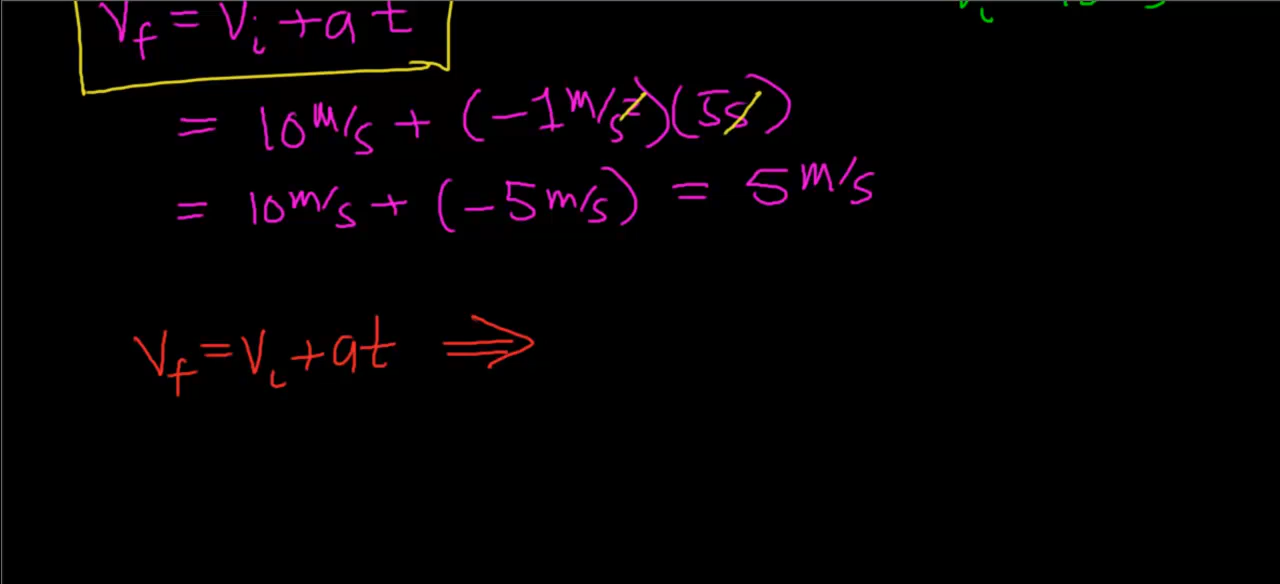 Vf = Vi + a t
= 10 m/s + (-1 m/s²)(5s)
= 10 m/s + (-5 m/s) = 5 m/s
Vf = Vi + at ⇒